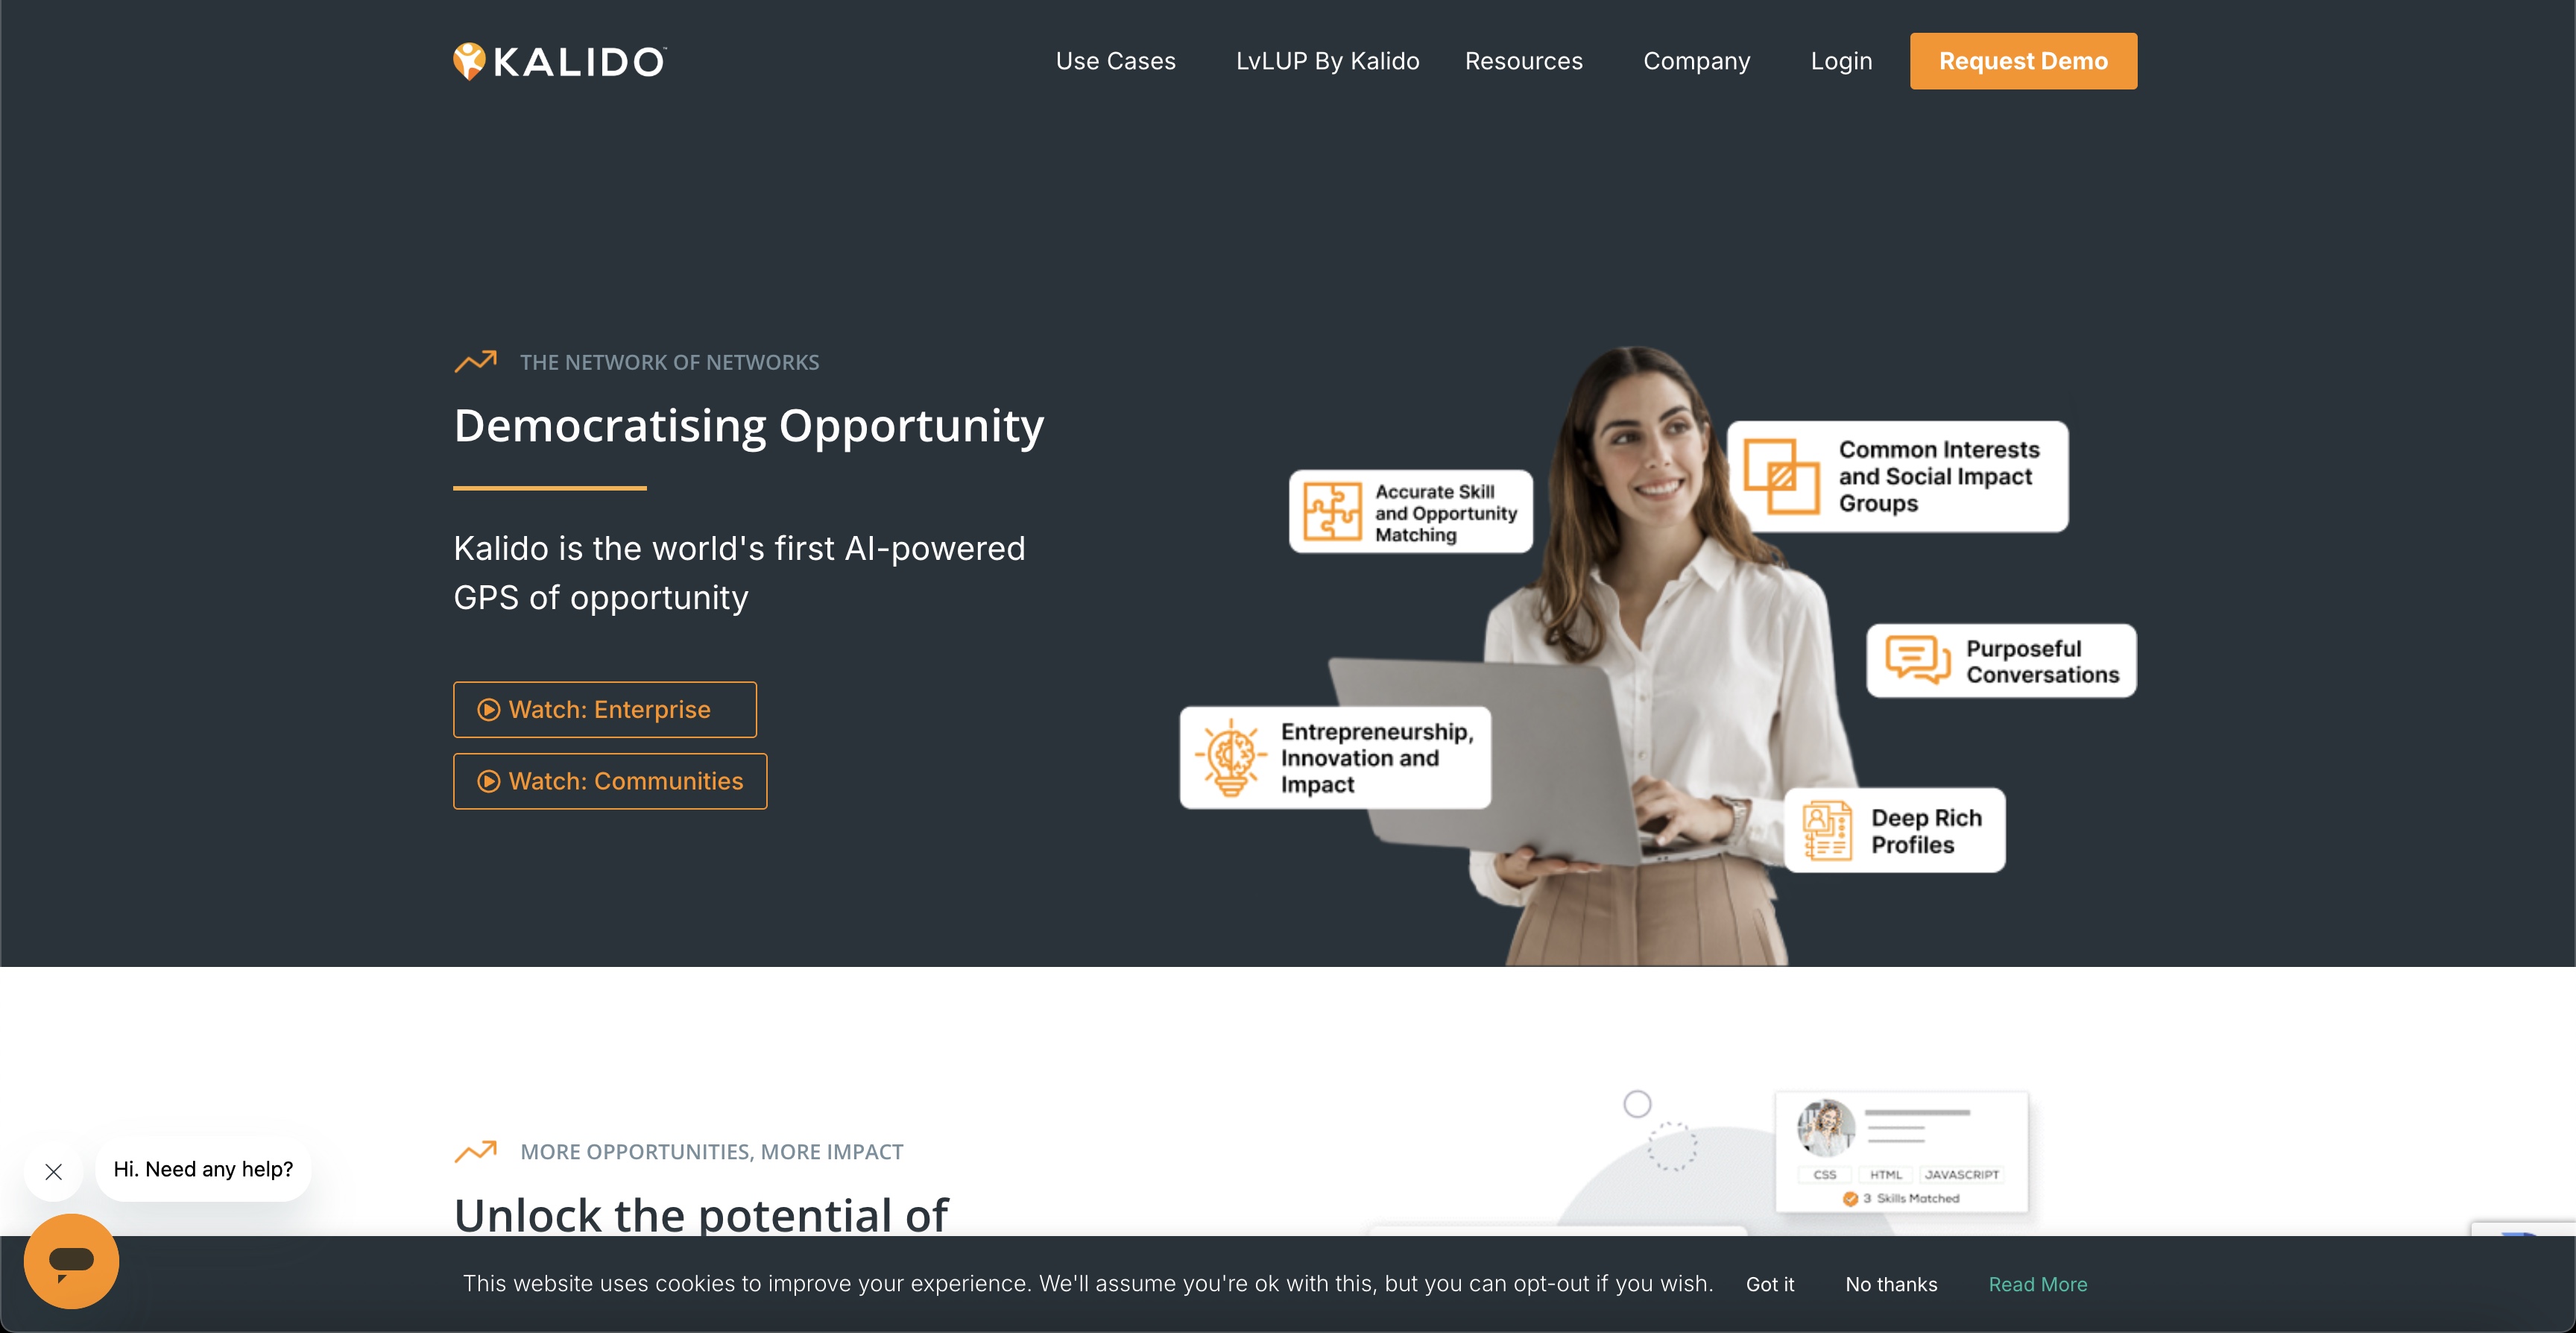 KALIDO™
Use Cases
LvLUP By Kalido
Resources
Company
Login
Request Demo
THE NETWORK OF NETWORKS
Democratising Opportunity
Kalido is the world's first AI-powered
GPS of opportunity
Watch: Enterprise
Watch: Communities
Accurate Skill
and Opportunity
Matching
Common Interests
and Social Impact
Groups
Purposeful
Conversations
Entrepreneurship,
Innovation and
Impact
Deep Rich
Profiles
MORE OPPORTUNITIES, MORE IMPACT
Unlock the potential of
CSS
HTML
JAVASCRIPT
3 Skills Matched
Hi. Need any help?
This website uses cookies to improve your experience. We'll assume you're ok with this, but you can opt-out if you wish.
Got it
No thanks
Read More